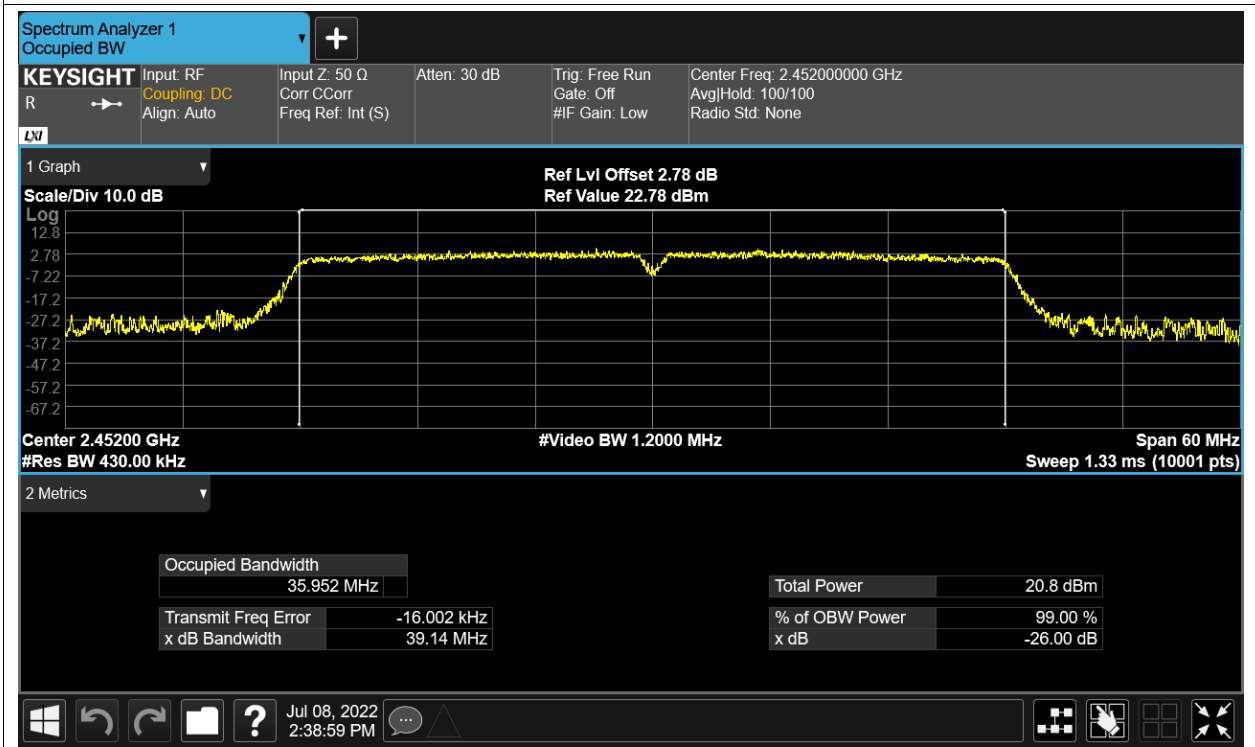 Spectrum Analyzer 1
Occupied BW
+
KEYSIGHT Input: RF Input Z: 50 Ω Atten: 30 dB Trig: Free Run Center Freq: 2.452000000 GHz
R Coupling: DC Corr CCorr Gate: Off Avg|Hold: 100/100
Align: Auto Freq Ref: Int (S) #IF Gain: Low Radio Std: None
LXI
1 Graph
Ref Lvl Offset 2.78 dB
Scale/Div 10.0 dB Ref Value 22.78 dBm
Log
12.8
2.78
-7.22
-17.2
-27.2
-37.2
-47.2
-57.2
-67.2
Center 2.45200 GHz #Video BW 1.2000 MHz Span 60 MHz
#Res BW 430.00 kHz Sweep 1.33 ms (10001 pts)
2 Metrics
Occupied Bandwidth
35.952 MHz Total Power 20.8 dBm
Transmit Freq Error -16.002 kHz % of OBW Power 99.00 %
x dB Bandwidth 39.14 MHz x dB -26.00 dB
? Jul 08, 2022
2:38:59 PM